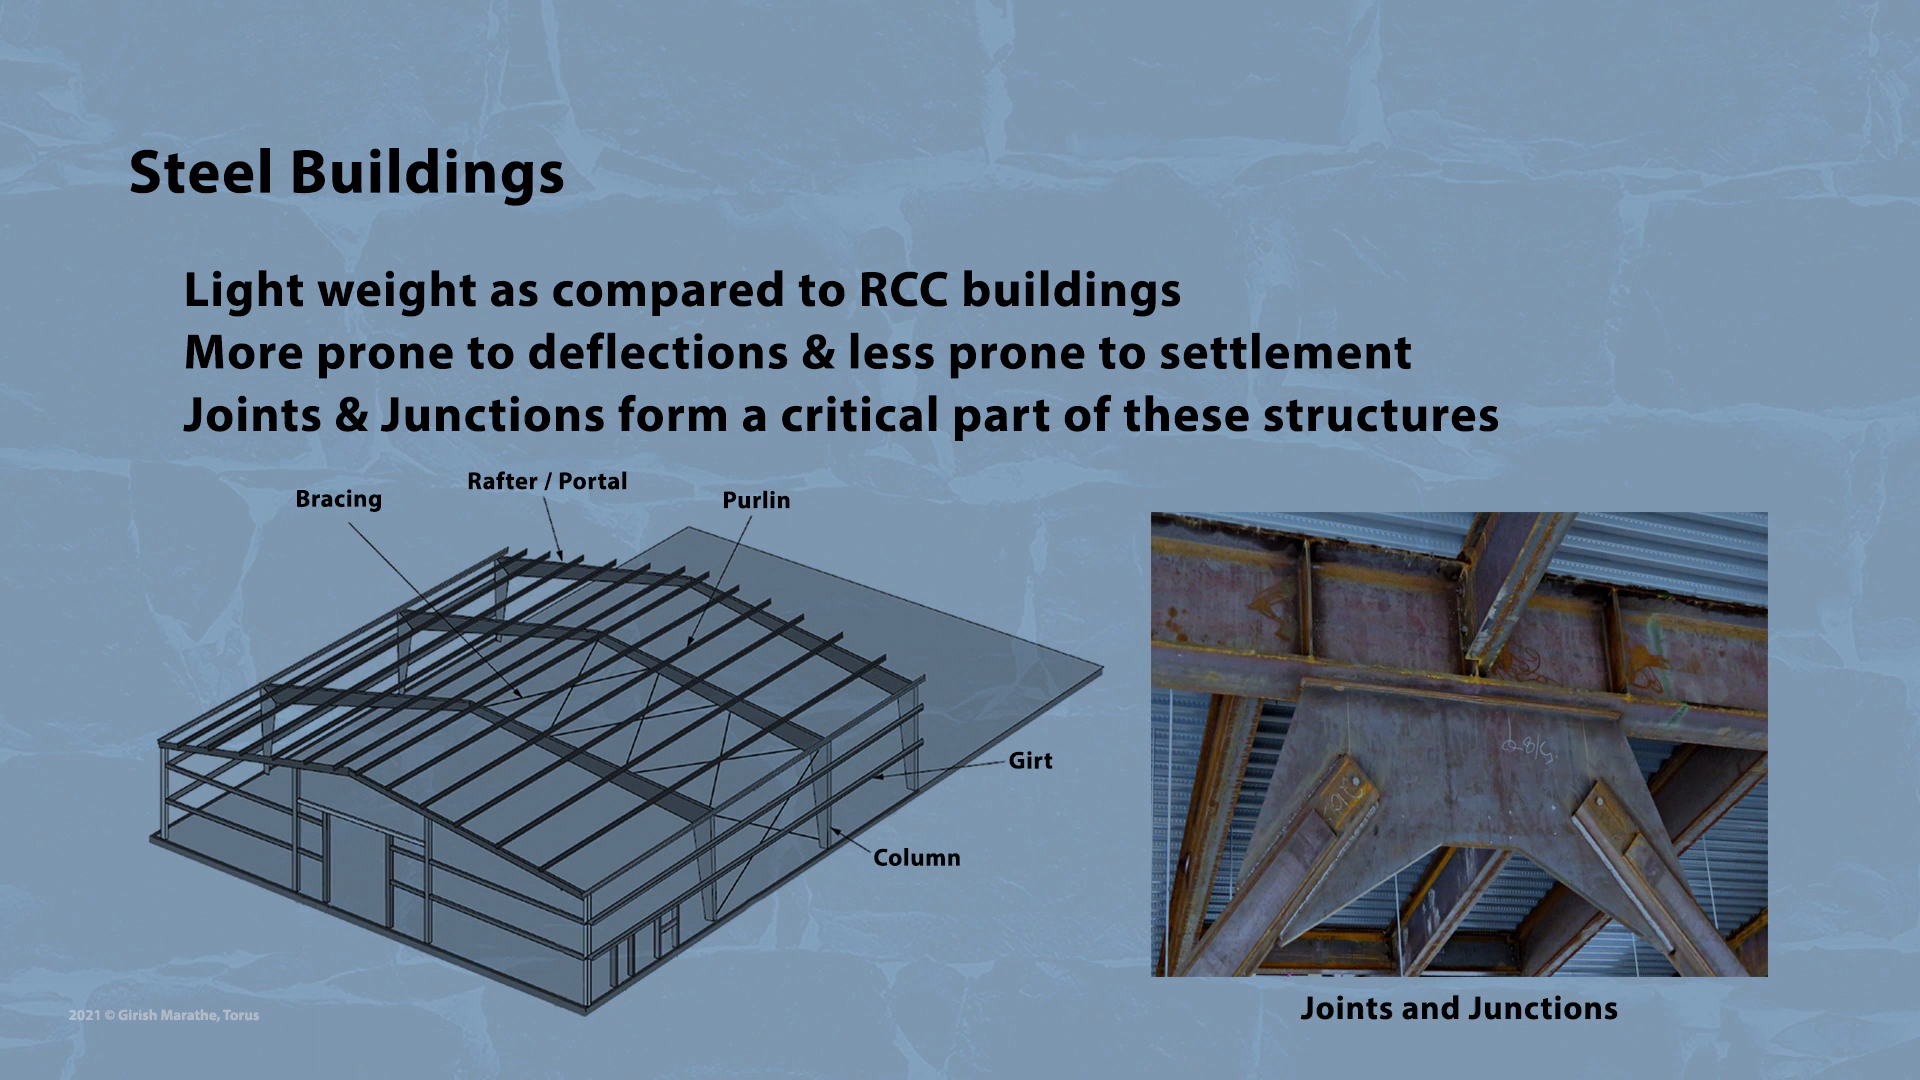 Steel Buildings
Light weight as compared to RCC buildings
More prone to deflections & less prone to settlement
Joints & Junctions form a critical part of these structures
Rafter / Portal
Bracing
Purlin
Girt
Column
Joints and Junctions
2021 © Girish Marathe, Torus